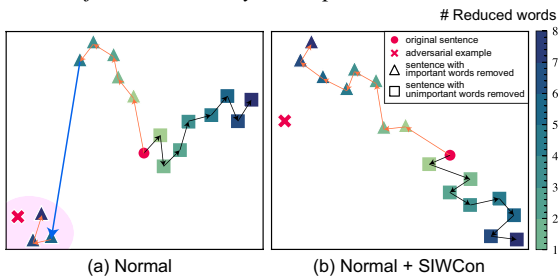 # Reduced words
original sentence
adversarial example
sentence with
important words removed
sentence with
unimportant words removed
8
7
6
5
4
3
2
1
(a) Normal
(b) Normal + SIWCon